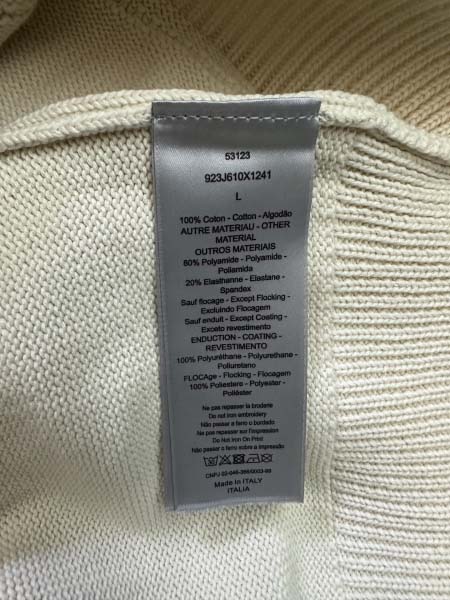 53123
923J610X1241
L
100% Coton - Cotton - Algodão
AUTRE MATERIAU - OTHER
MATERIAL
OUTROS MATERIAIS
80% Polyamide - Polyamide -
Poliamida
20% Elasthanne - Elastane -
Spandex
Sauf flocage - Except Flocking -
Excluindo Flocagem
Sauf enduit - Except Coating -
Exceto revestimento
ENDUCTION - COATING -
REVESTIMENTO
100% Polyuréthane - Polyurethane -
Poliuretano
FLOCAge - Flocking - Flocagem
100% Poliestere - Polyester -
Poliéster
Ne pas repasser la broderie
Do not iron embroidery
Não passar a ferro o bordado
Ne pas repasser sur l'impression
Do Not Iron On Print
Não passar ferro sobre a impressão
Made in ITALY
ITALIA